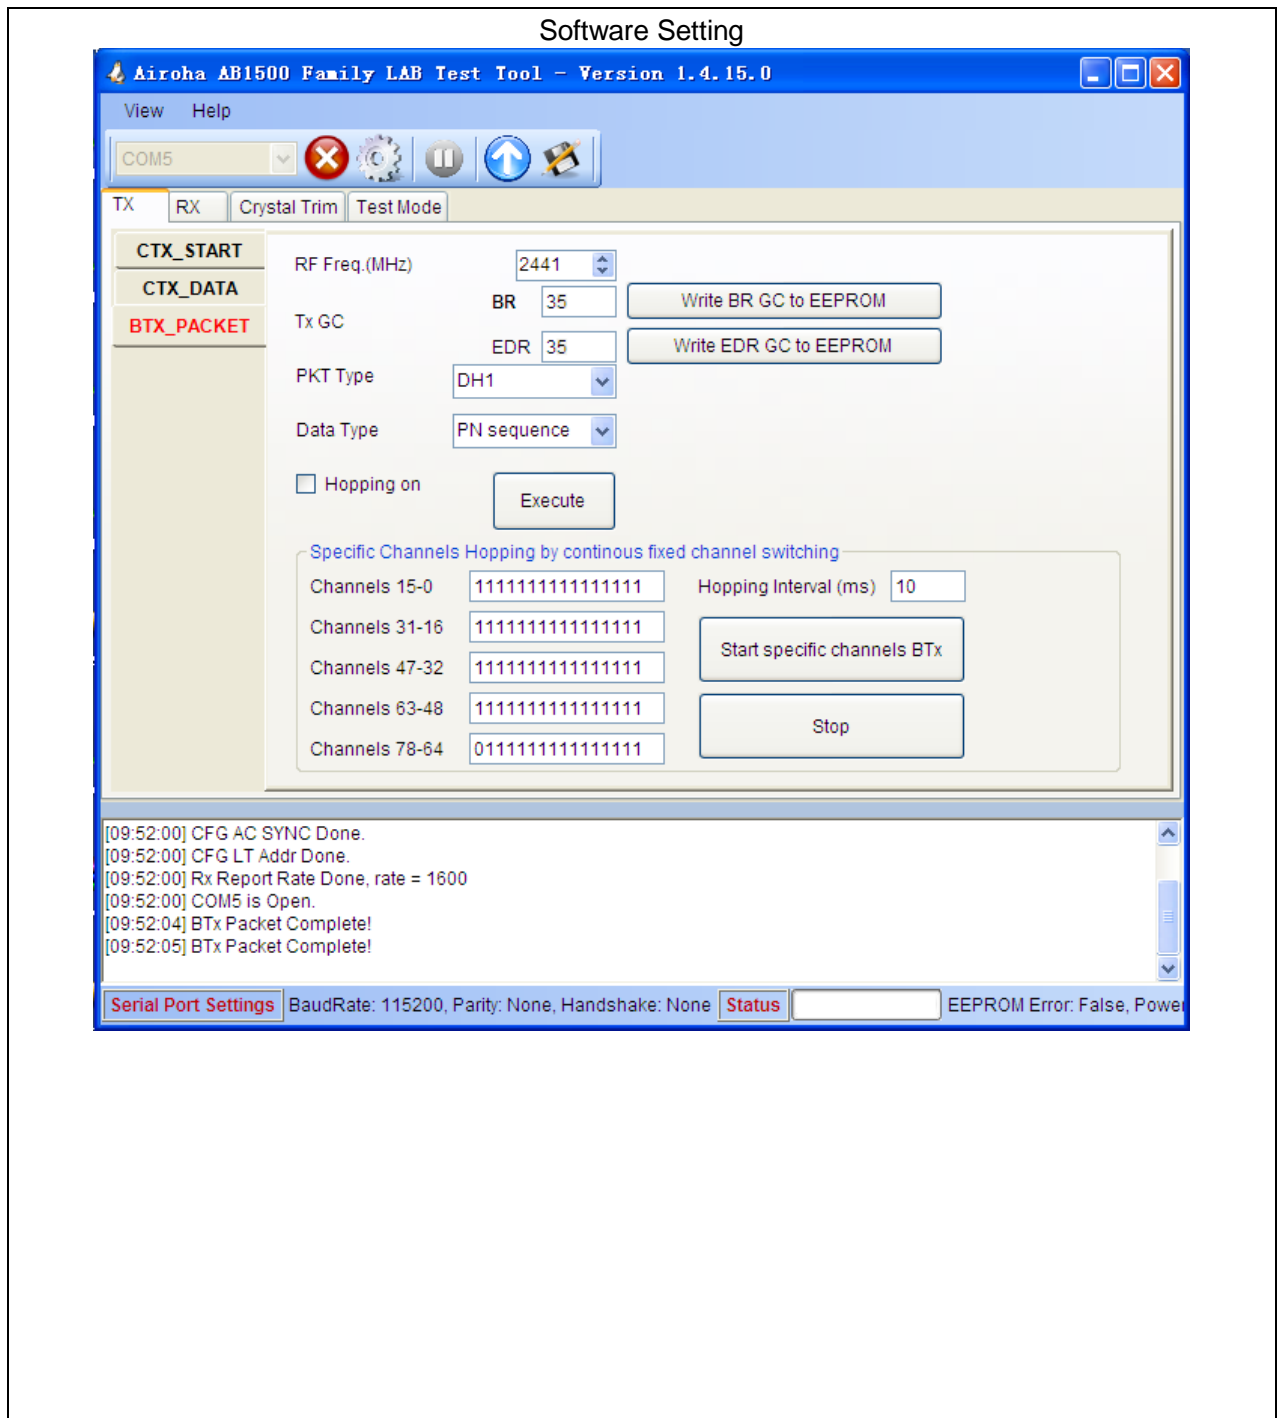 Software Setting
Airoha AB1500 Family LAB Test Tool - Version 1.4.15.0
View Help
COM5
TX RX Crystal Trim Test Mode
CTX_START
CTX_DATA
BTX_PACKET
RF Freq.(MHz) 2441
Tx GC
BR 35 Write BR GC to EEPROM
EDR 35 Write EDR GC to EEPROM
PKT Type DH1
Data Type PN sequence
Hopping on Execute
Specific Channels Hopping by continous fixed channel switching
Channels 15-0 1111111111111111 Hopping Interval (ms) 10
Channels 31-16 1111111111111111
Start specific channels BTx
Channels 47-32 1111111111111111
Channels 63-48 1111111111111111
Stop
Channels 78-64 0111111111111111
[09:52:00] CFG AC SYNC Done.
[09:52:00] CFG LT Addr Done.
[09:52:00] Rx Report Rate Done, rate = 1600
[09:52:00] COM5 is Open.
[09:52:04] BTx Packet Complete!
[09:52:05] BTx Packet Complete!
Serial Port Settings BaudRate: 115200, Parity: None, Handshake: None Status EEPROM Error: False, Power